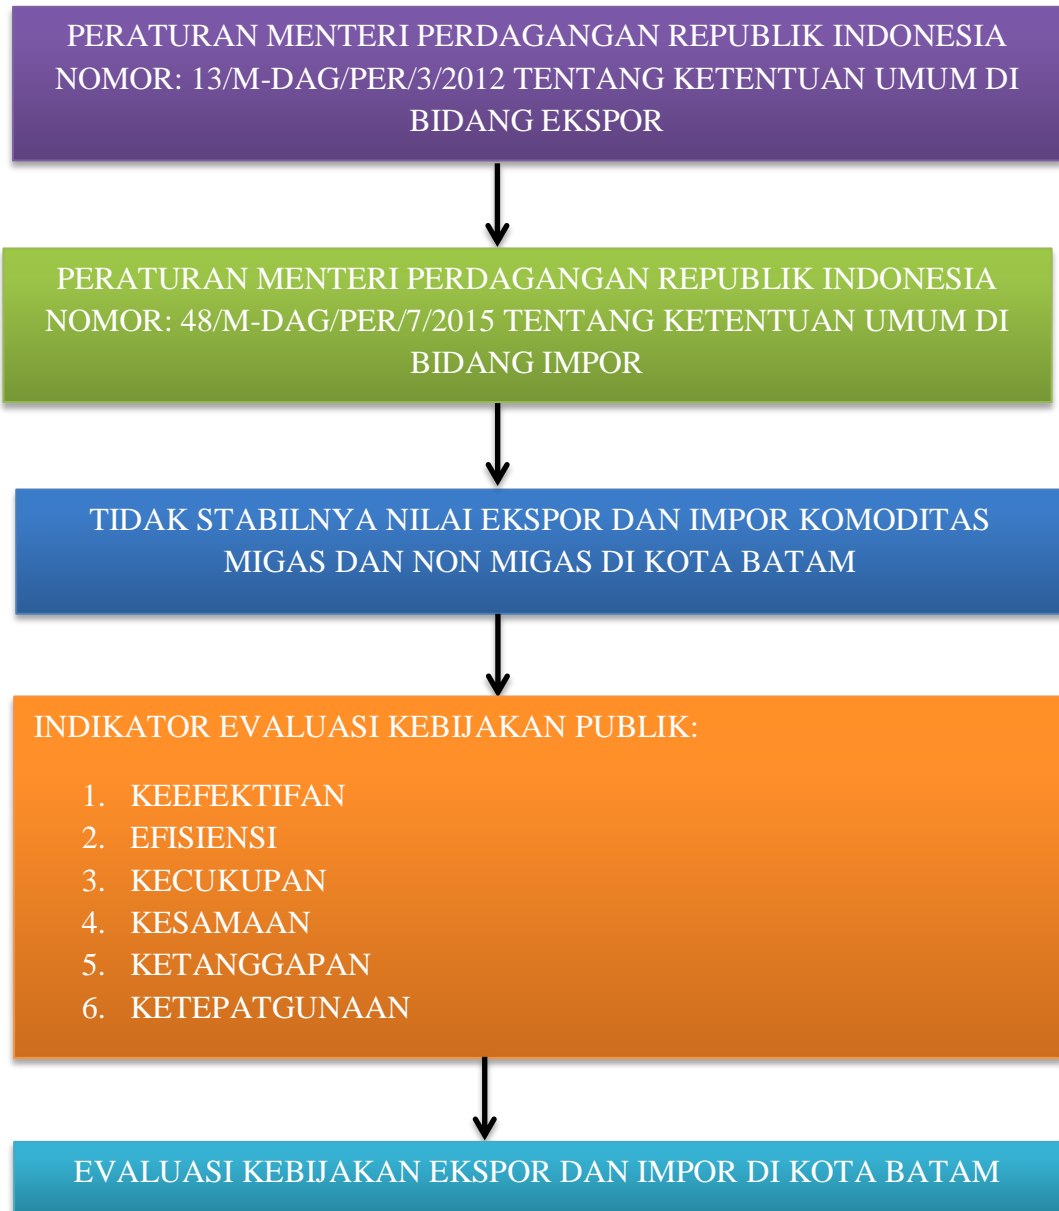 PERATURAN MENTERI PERDAGANGAN REPUBLIK INDONESIA
NOMOR: 13/M-DAG/PER/3/2012 TENTANG KETENTUAN UMUM DI
BIDANG EKSPOR
PERATURAN MENTERI PERDAGANGAN REPUBLIK INDONESIA
NOMOR: 48/M-DAG/PER/7/2015 TENTANG KETENTUAN UMUM DI
BIDANG IMPOR
TIDAK STABILNYA NILAI EKSPOR DAN IMPOR KOMODITAS
MIGAS DAN NON MIGAS DI KOTA BATAM
INDIKATOR EVALUASI KEBIJAKAN PUBLIK:
1. KEEFEKTIFAN
2. EFISIENSI
3. KECUKUPAN
4. KESAMAAN
5. KETANGGAPAN
6. KETEPATGUNAAN
EVALUASI KEBIJAKAN EKSPOR DAN IMPOR DI KOTA BATAM